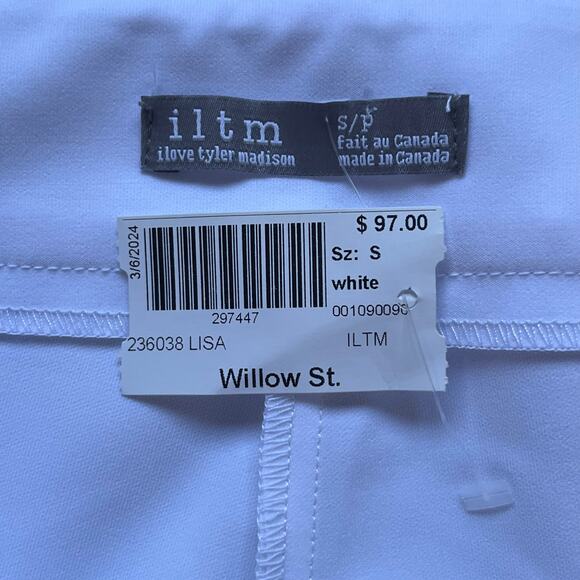 iltm
ilove tyler madison
s/p
fait au Canada
made in Canada
3/6/2024
$ 97.00
Sz: S
white
297447
236038 LISA
ILTM
Willow St.